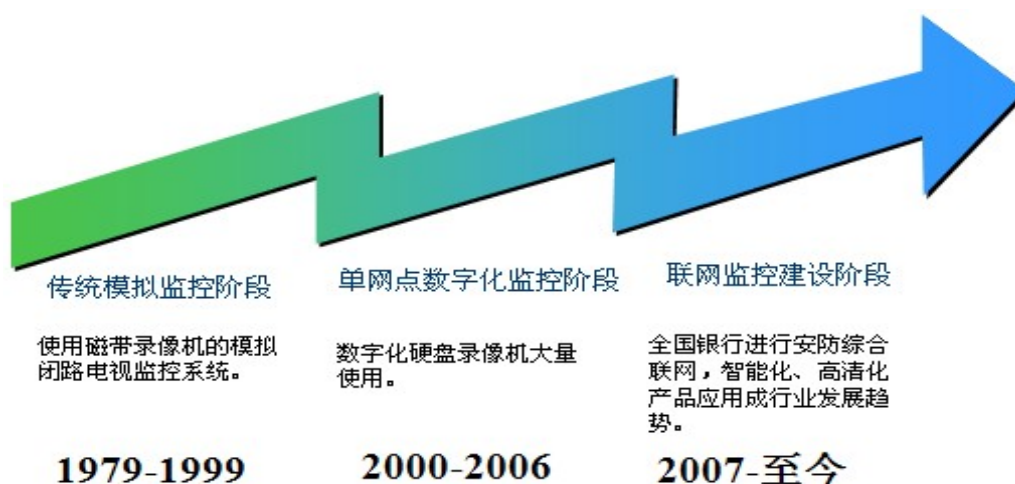 传统模拟监控阶段
使用磁带录像机的模拟
闭路电视监控系统。
1979-1999
单网点数字化监控阶段
数字化硬盘录像机大量
使用。
2000-2006
联网监控建设阶段
全国银行进行安防综合
联网，智能化、高清化
产品应用成行业发展趋
势。
2007-至今